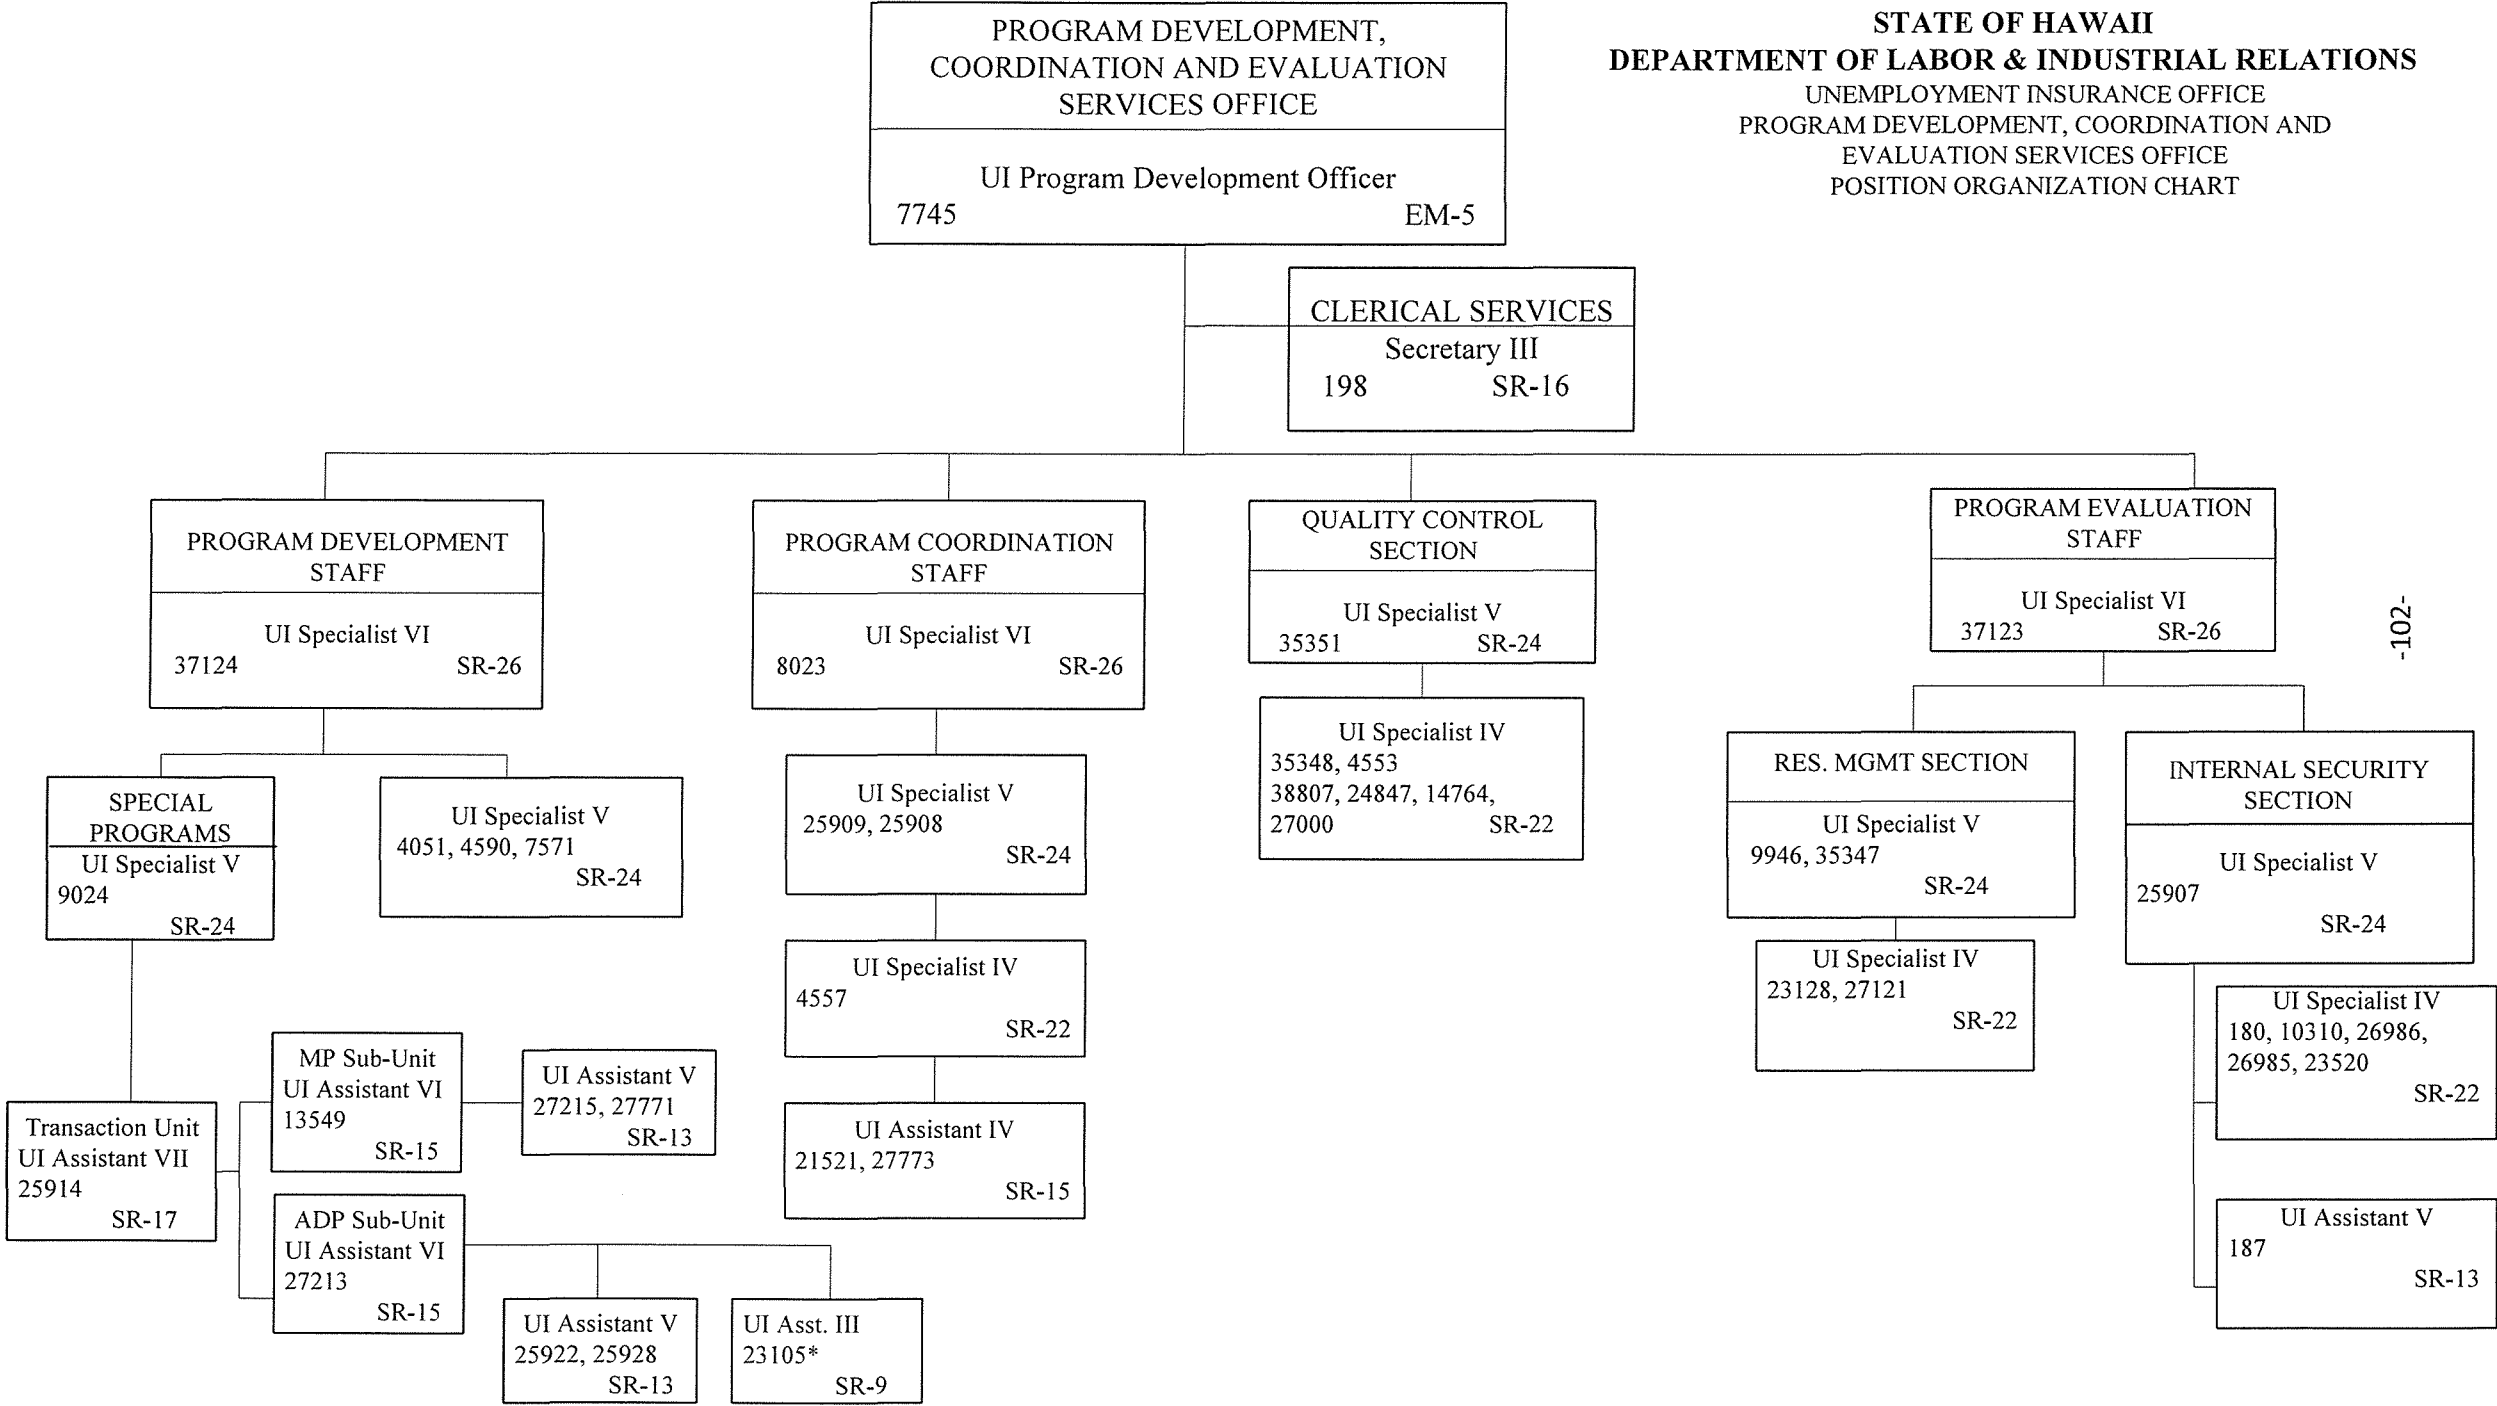 PROGRAM DEVELOPMENT,
COORDINATION AND EVALUATION
SERVICES OFFICE
UI Program Development Officer
7745 EM-5
STATE OF HAWAII
DEPARTMENT OF LABOR & INDUSTRIAL RELATIONS
UNEMPLOYMENT INSURANCE OFFICE
PROGRAM DEVELOPMENT, COORDINATION AND
EVALUATION SERVICES OFFICE
POSITION ORGANIZATION CHART
CLERICAL SERVICES
Secretary III
198 SR-16
PROGRAM DEVELOPMENT
STAFF
UI Specialist VI
37124 SR-26
PROGRAM COORDINATION
STAFF
UI Specialist VI
8023 SR-26
QUALITY CONTROL
SECTION
UI Specialist V
35351 SR-24
PROGRAM EVALUATION
STAFF
UI Specialist VI
37123 SR-26
-102-
SPECIAL
PROGRAMS
UI Specialist V
9024
SR-24
UI Specialist V
4051, 4590, 7571
SR-24
UI Specialist V
25909, 25908
SR-24
UI Specialist IV
35348, 4553
38807, 24847, 14764,
27000 SR-22
RES. MGMT SECTION
UI Specialist V
9946, 35347
SR-24
INTERNAL SECURITY
SECTION
UI Specialist V
25907
SR-24
UI Specialist IV
4557
SR-22
UI Specialist IV
23128, 27121
SR-22
UI Specialist IV
180, 10310, 26986,
26985, 23520
SR-22
Transaction Unit
UI Assistant VII
25914
SR-17
MP Sub-Unit
UI Assistant VI
13549
SR-15
UI Assistant V
27215, 27771
SR-13
UI Assistant IV
21521, 27773
SR-15
ADP Sub-Unit
UI Assistant VI
27213
SR-15
UI Assistant V
187
SR-13
UI Assistant V
25922, 25928
SR-13
UI Asst. III
23105*
SR-9